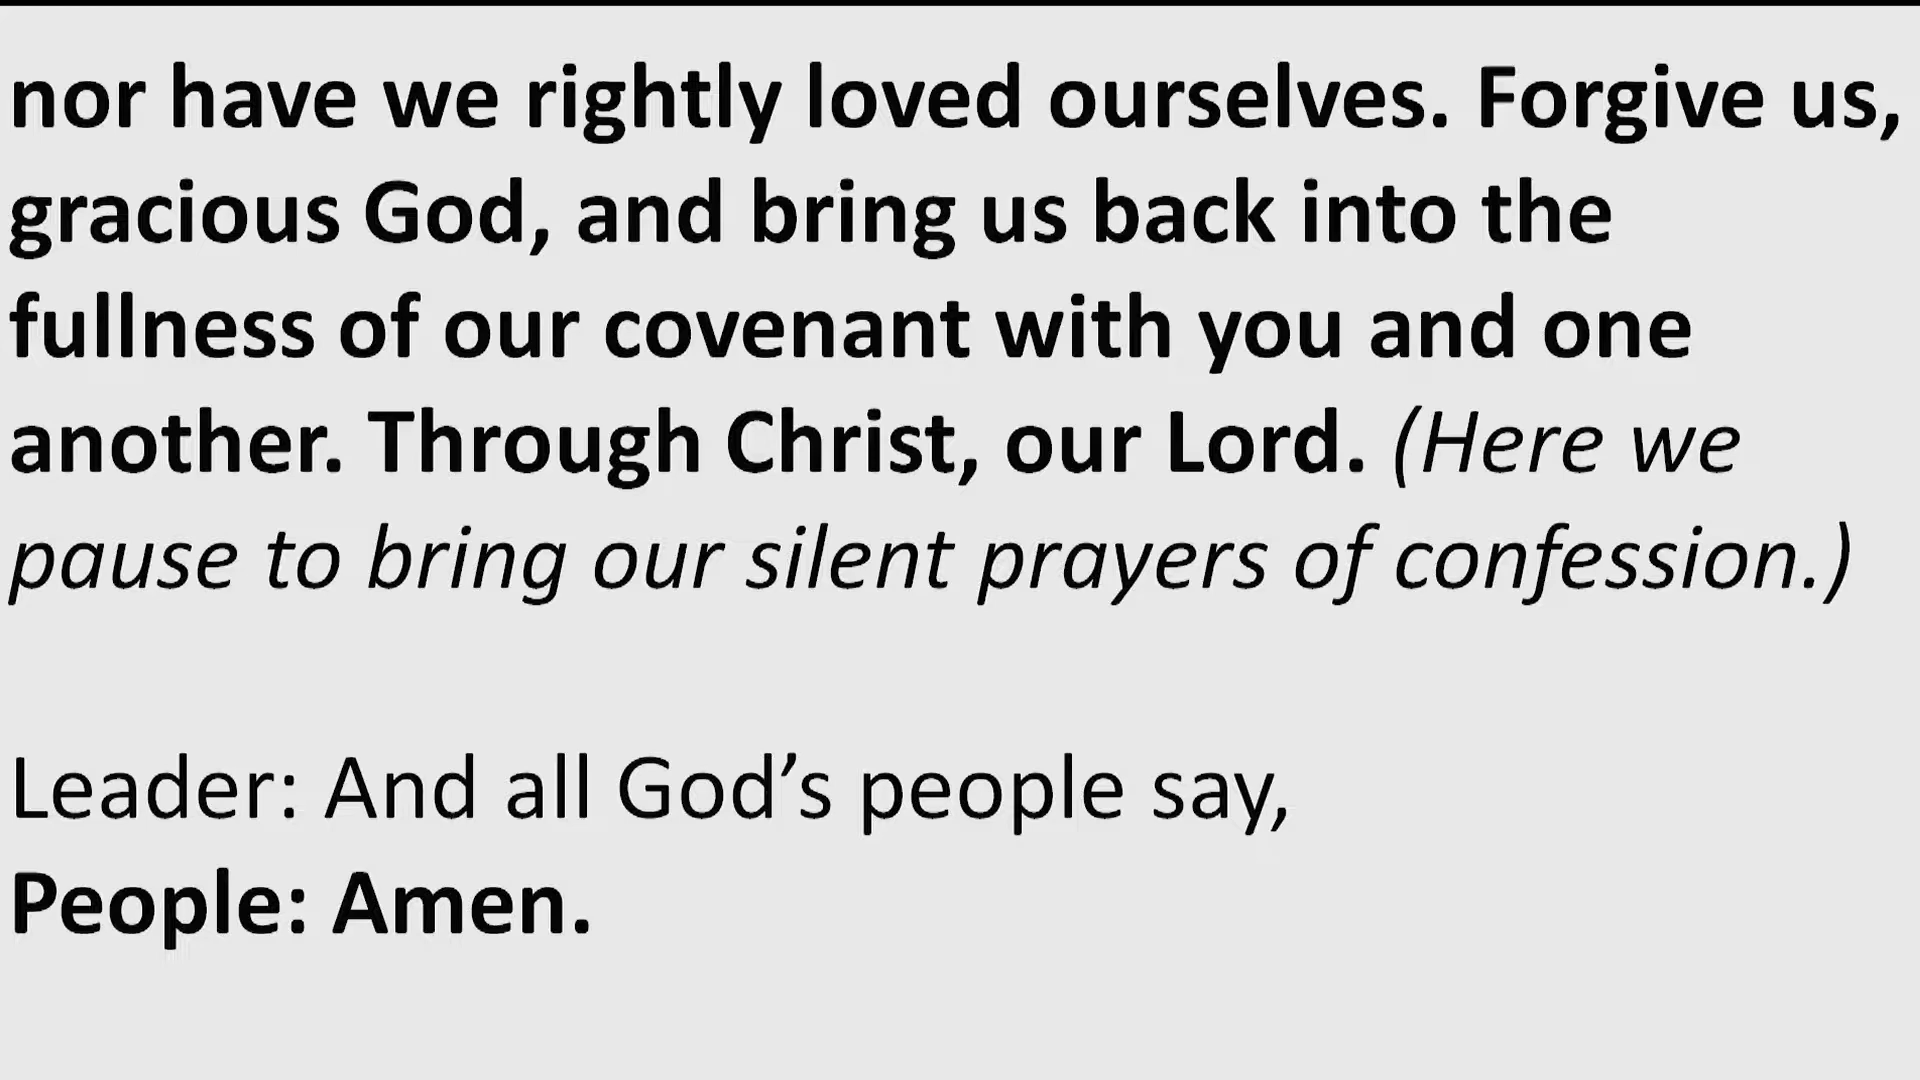 nor have we rightly loved ourselves. Forgive us,
gracious God, and bring us back into the
fullness of our covenant with you and one
another. Through Christ, our Lord. (Here we
pause to bring our silent prayers of confession.)
Leader: And all God’s people say,
People: Amen.